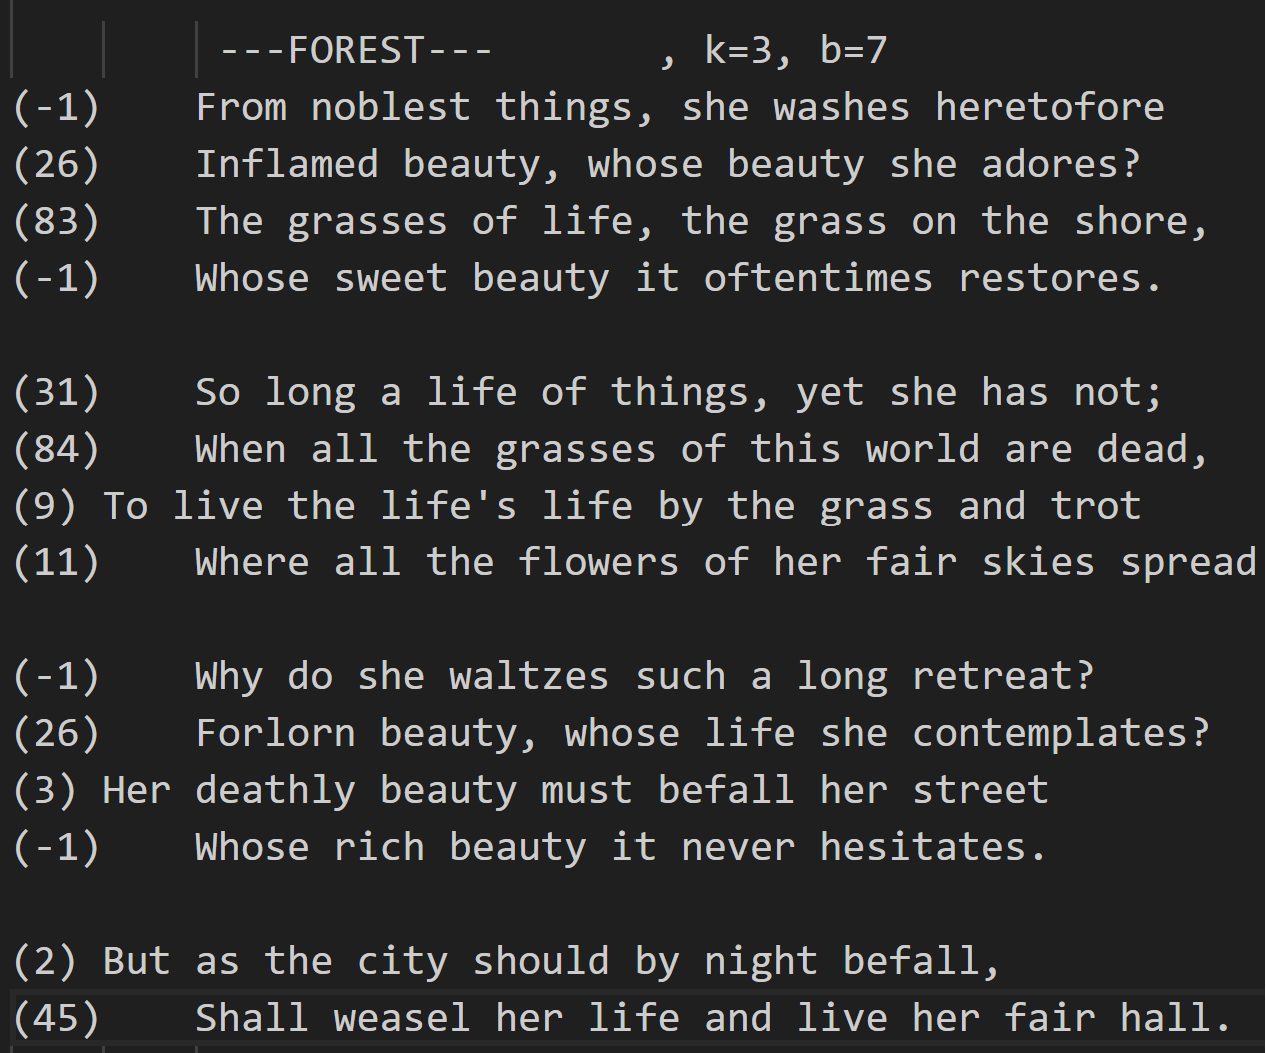 ---FOREST--- , k=3, b=7
(-1) From noblest things, she washes heretofore
(26) Inflamed beauty, whose beauty she adores?
(83) The grasses of life, the grass on the shore,
(-1) Whose sweet beauty it oftentimes restores.
(31) So long a life of things, yet she has not;
(84) When all the grasses of this world are dead,
(9) To live the life's life by the grass and trot
(11) Where all the flowers of her fair skies spread
(-1) Why do she waltzes such a long retreat?
(26) Forlorn beauty, whose life she contemplates?
(3) Her deathly beauty must befall her street
(-1) Whose rich beauty it never hesitates.
(2) But as the city should by night befall,
(45) Shall weasel her life and live her fair hall.